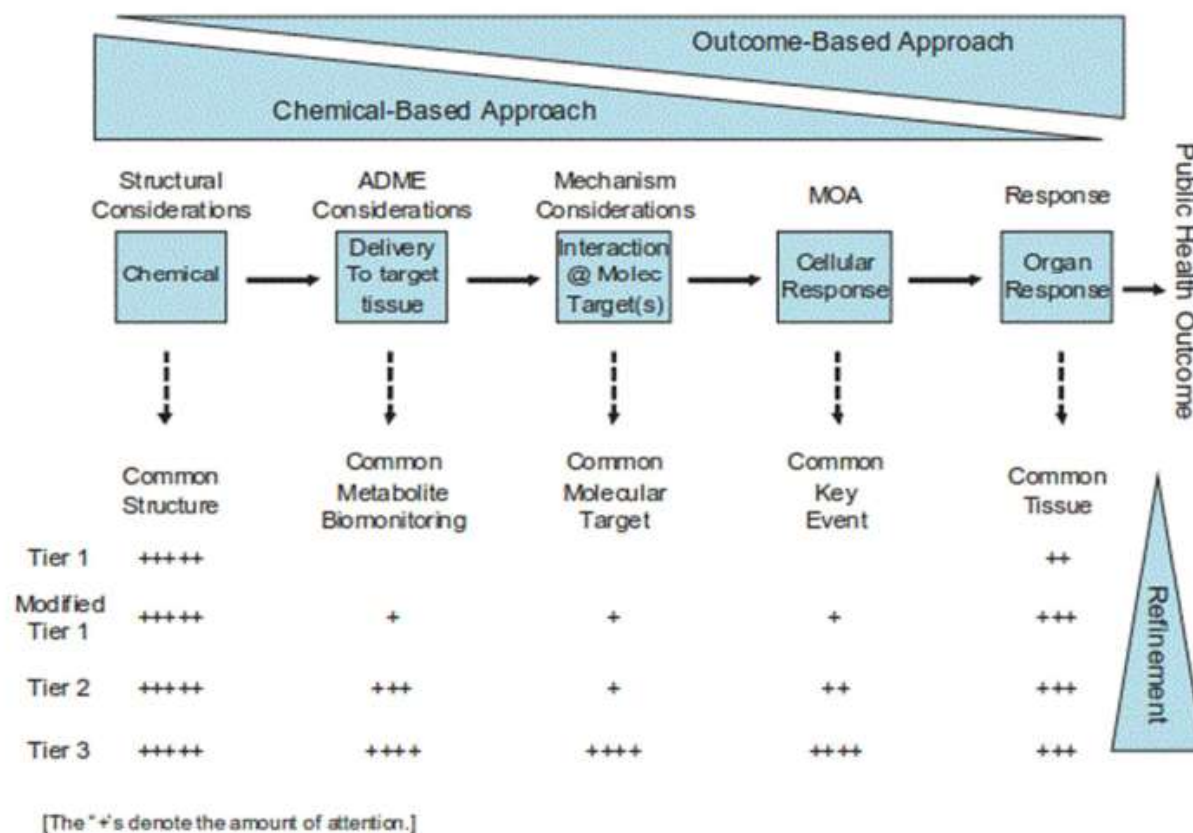 Outcome-Based Approach
Chemical-Based Approach
Structural
Considerations
ADME
Considerations
Mechanism
Considerations
MOA
Response
Chemical
Delivery
To target
tissue
Interaction
@ Molec
Target(s)
Cellular
Response
Organ
Response
Public Health Outcome
Common
Structure
Common
Metabolite
Biomonitoring
Common
Molecular
Target
Common
Key
Event
Common
Tissue
Tier 1 +++++ ++
Modified
Tier 1 +++++ + + + +++
Tier 2 +++++ +++ + ++ +++
Tier 3 +++++ ++++ ++++ ++++ +++
Refinement
[The "+'s denote the amount of attention.]